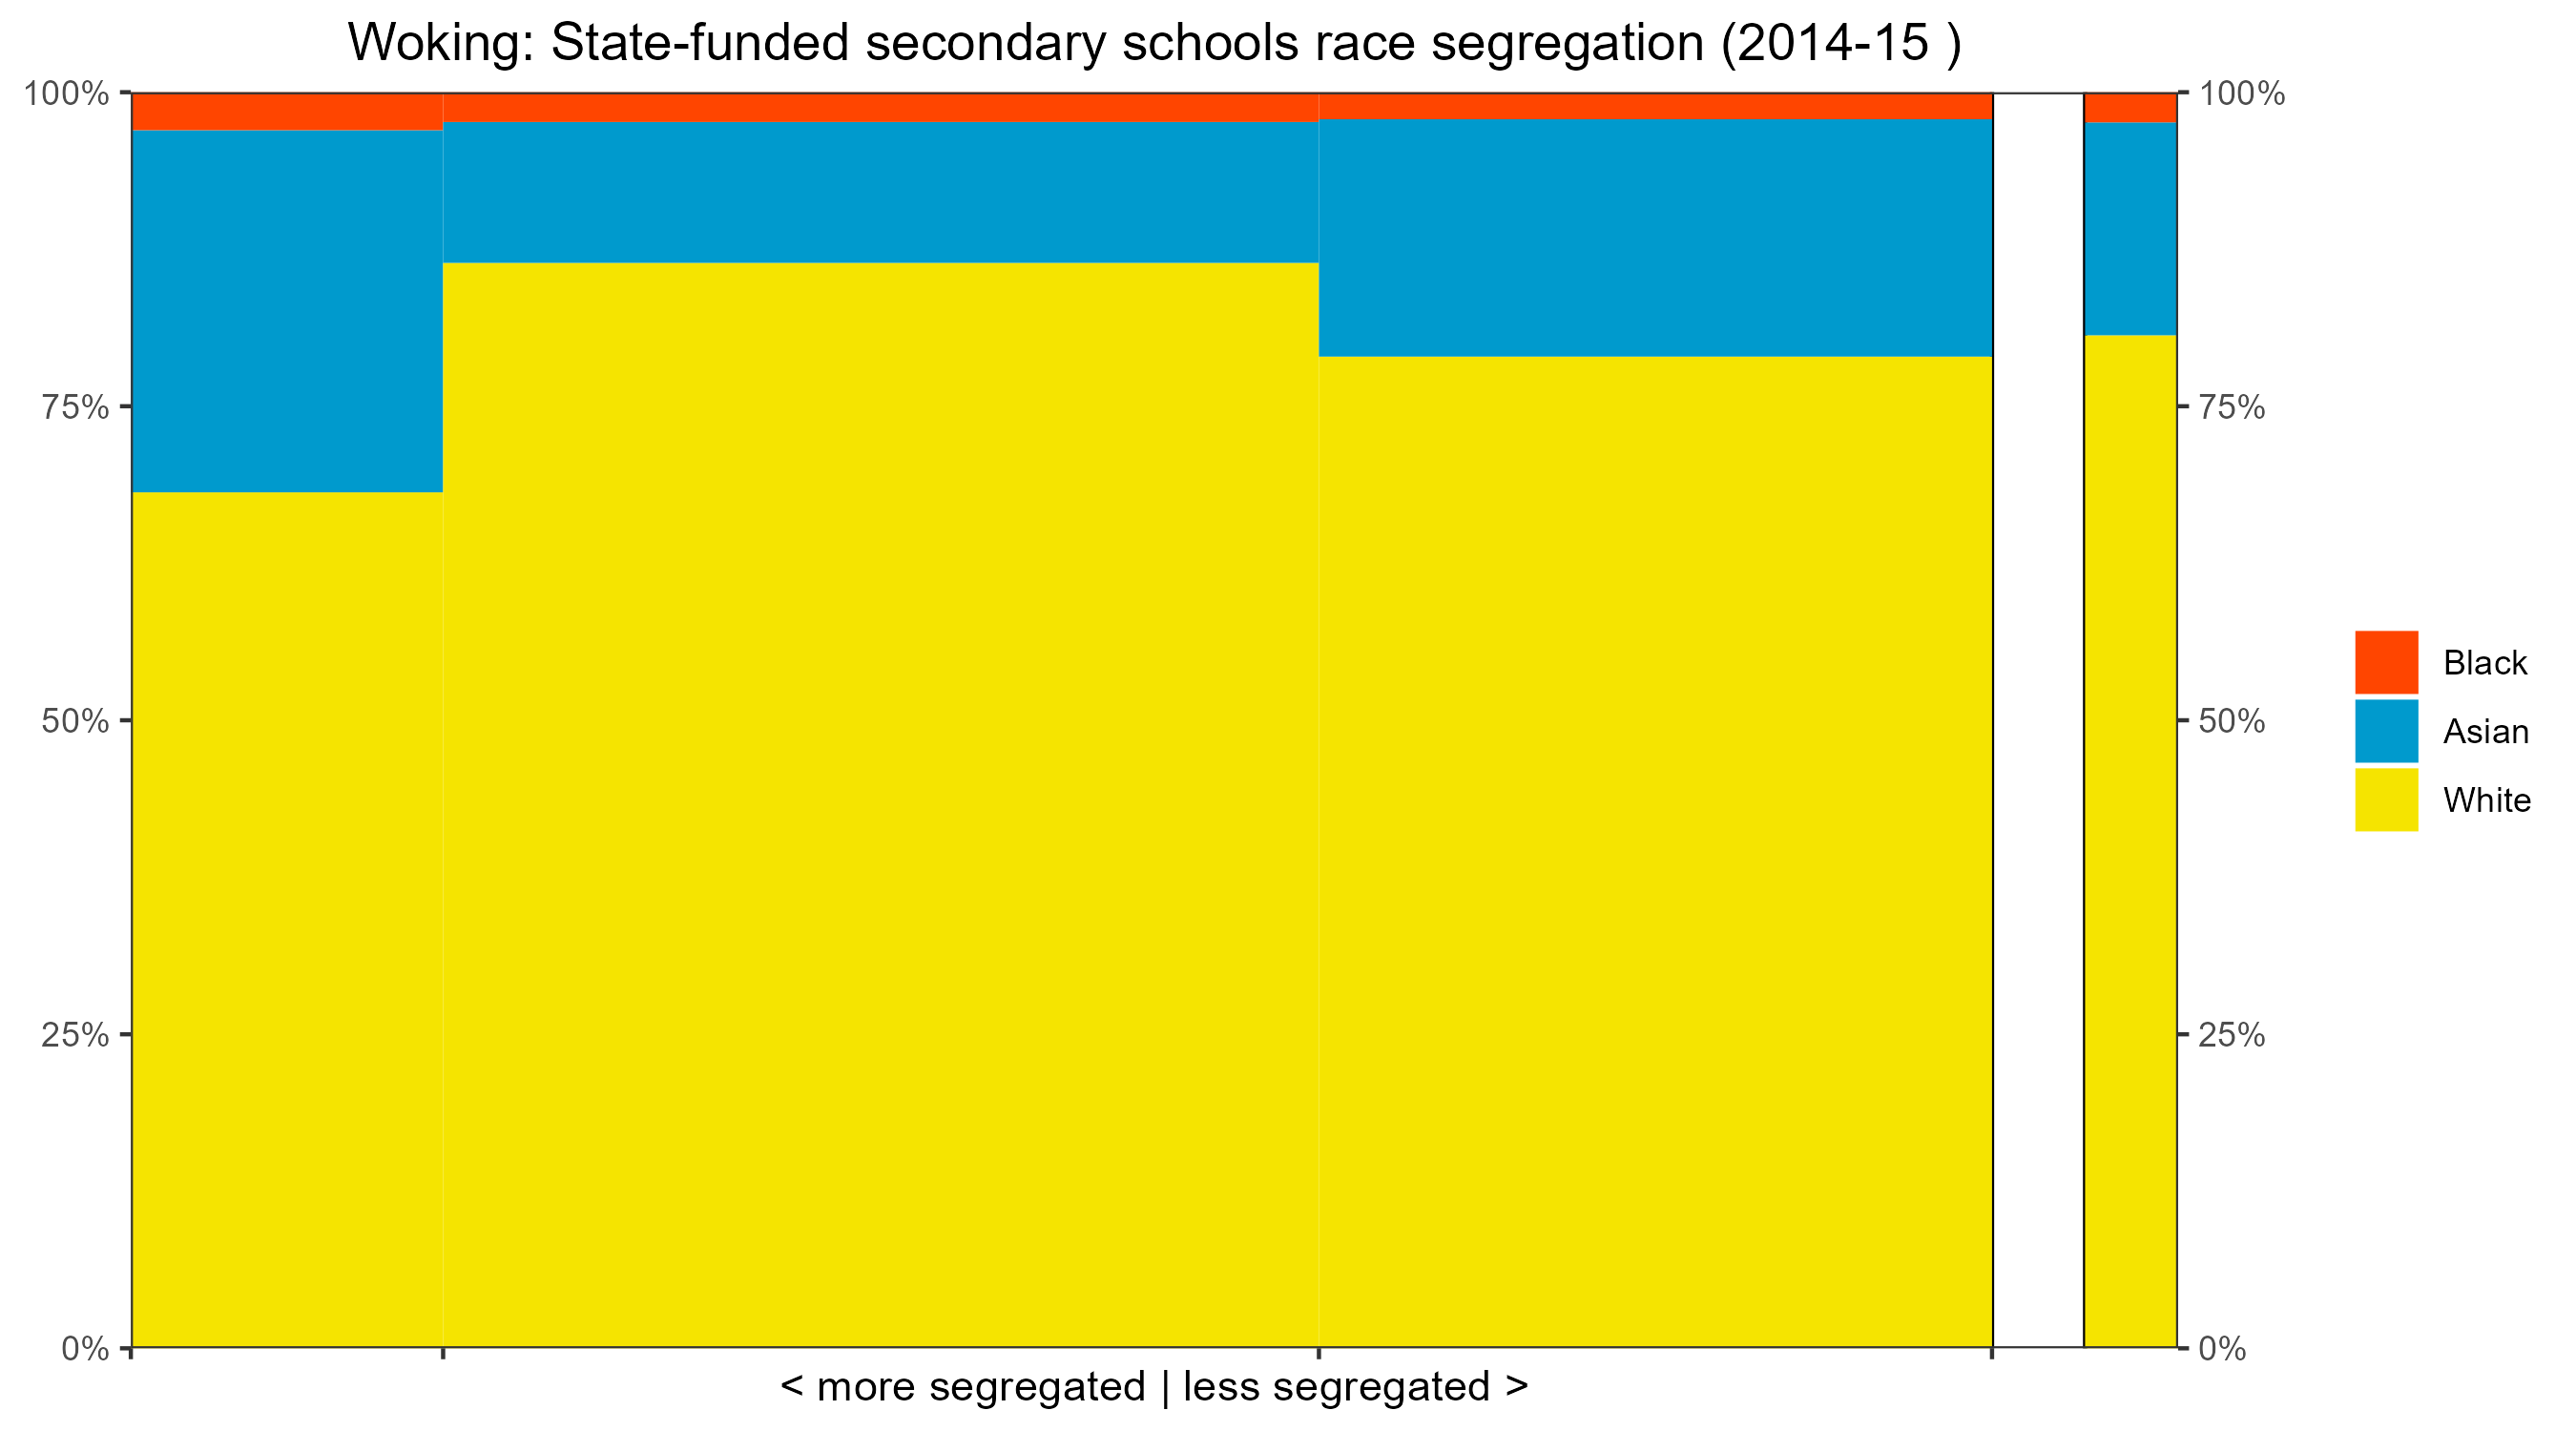 Woking: State-funded secondary schools race segregation (2014-15 )
100%
75%
50%
25%
0%
100%
75%
50%
25%
0%
Black
Asian
White
< more segregated | less segregated >